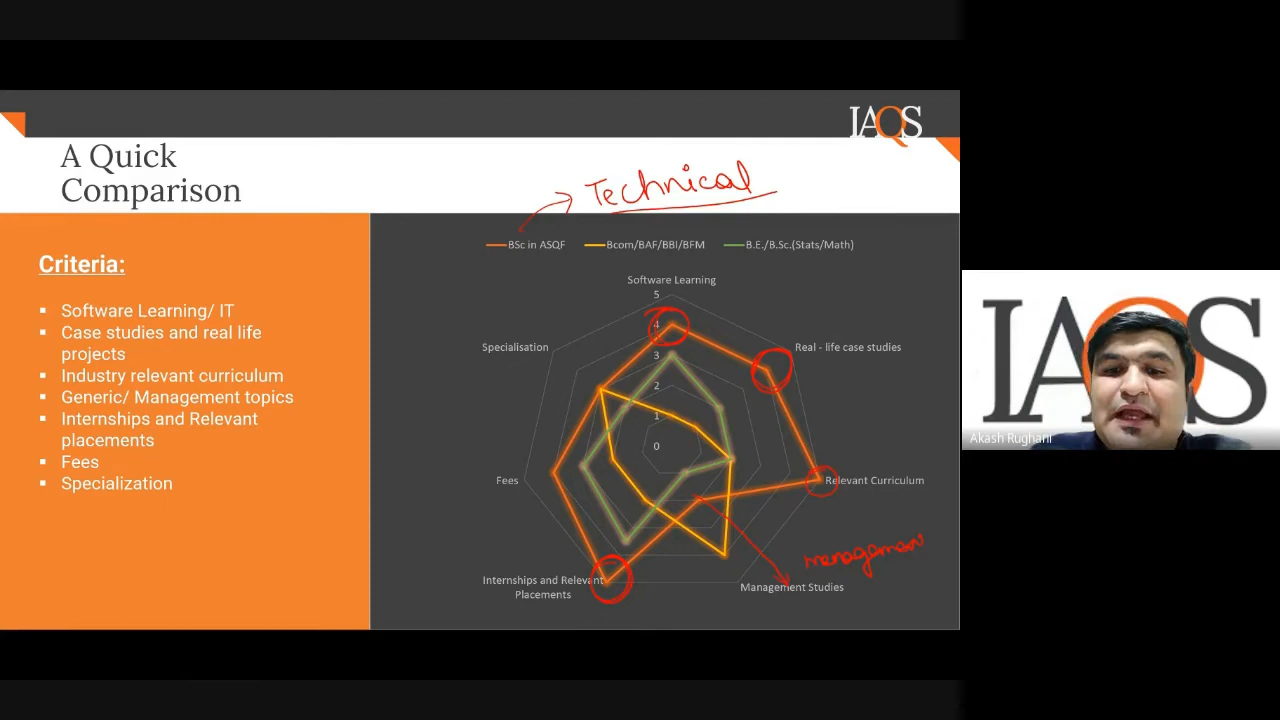 IAQS
A Quick
Comparison
Technical
Criteria:
Software Learning/ IT
Case studies and real life
projects
Industry relevant curriculum
Generic/ Management topics
Internships and Relevant
placements
Fees
Specialization
BSc in ASQF
Bcom/BAF/BBI/BFM
B.E./B.Sc.(Stats/Math)
Software Learning
5
4
3
2
1
0
Real - life case studies
Relevant Curriculum
Management Studies
Internships and Relevant
Placements
Fees
Specialisation
IAQS
Akash Rughani